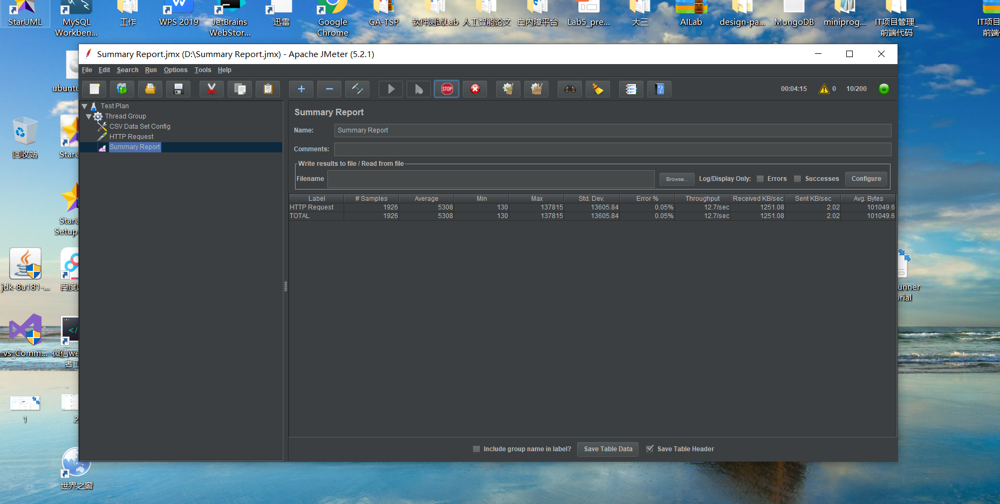 StarUML
MySQL
Workben...
工作
WPS 2019
JetBrains
WebStor...
迅雷
Google
Chrome
GA-TSP
软件测试Lab
人工智能论文
白内障平台
Lab5_pre...
大三
AILab
design-pa...
MongoDB
miniprog...
IT项目管理_
前端代码
IT项目
前端
Summary Report.jmx (D:\Summary Report.jmx) - Apache JMeter (5.2.1)
File Edit Search Run Options Tools Help
STOP
00:04:15 0 10/200
Test Plan
Thread Group
CSV Data Set Config
HTTP Request
Summary Report
Summary Report
Name: Summary Report
Comments:
Write results to file / Read from file
Filename Browse... Log/Display Only: Errors Successes Configure
Label # Samples Average Min Max Std. Dev. Error % Throughput Received KB/sec Sent KB/sec Avg. Bytes
HTTP Request 1926 5308 130 137815 13605.84 0.05% 12.7/sec 1251.08 2.02 101049.6
TOTAL 1926 5308 130 137815 13605.84 0.05% 12.7/sec 1251.08 2.02 101049.6
Include group name in label? Save Table Data Save Table Header
ubuntu
回收站
StarU
StarU
Setup
jdk-8u181-...
百度
vs_Comm...
微信we
者工
1
2
世界之窗
unner
orial